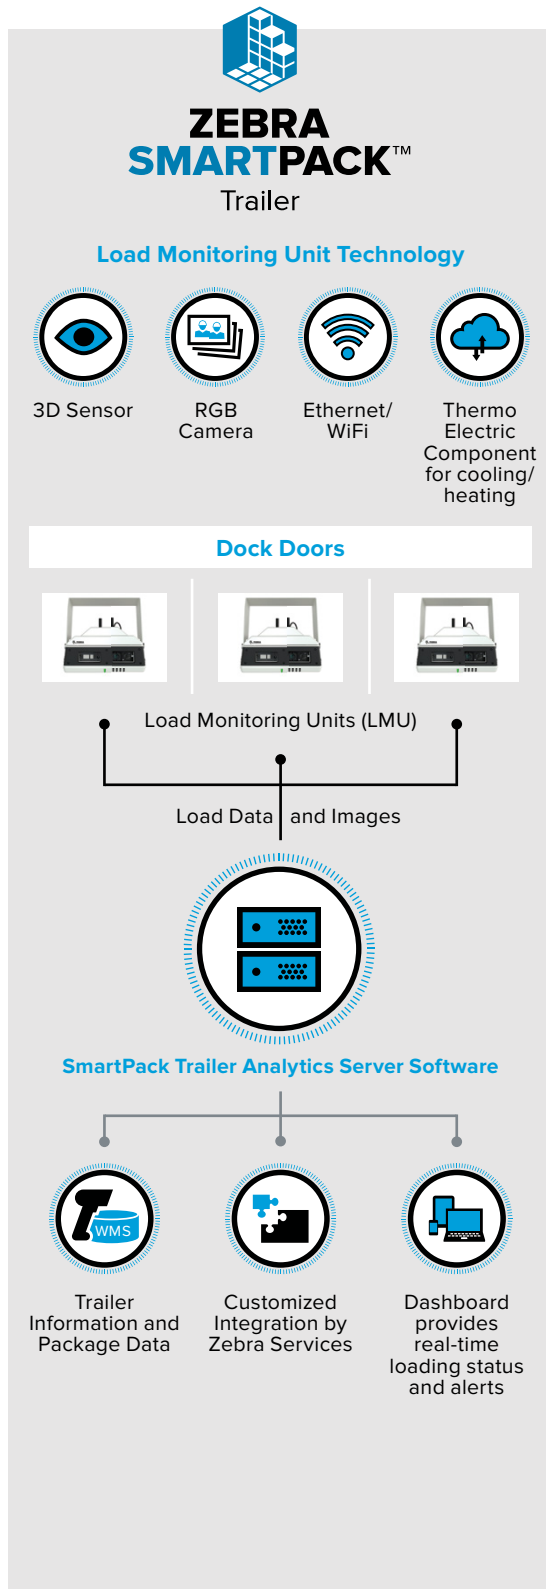 ZEBRA
SMARTPACK™
Trailer
Load Monitoring Unit Technology
3D Sensor
RGB
Camera
Ethernet/
WiFi
Thermo
Electric
Component
for cooling/
heating
Dock Doors
Load Monitoring Units (LMU)
Load Data and Images
SmartPack Trailer Analytics Server Software
WMS
Trailer
Information and
Package Data
Customized
Integration by
Zebra Services
Dashboard
provides
real-time
loading status
and alerts